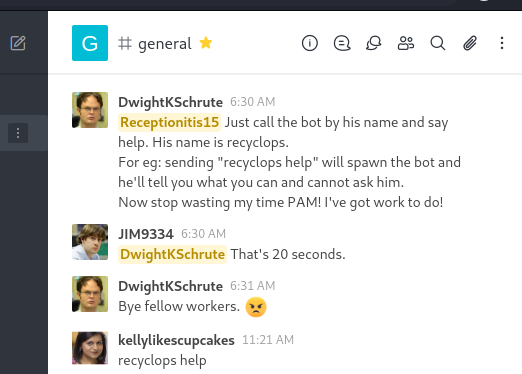 G # general
DwightKSchrute 6:30 AM
Receptionitis15 Just call the bot by his name and say
help. His name is recyclops.
For eg: sending "recyclops help" will spawn the bot and
he'll tell you what you can and cannot ask him.
Now stop wasting my time PAM! I've got work to do!
JIM9334 6:30 AM
DwightKSchrute That's 20 seconds.
DwightKSchrute 6:31 AM
Bye fellow workers.
kellylikescupcakes 11:21 AM
recyclops help